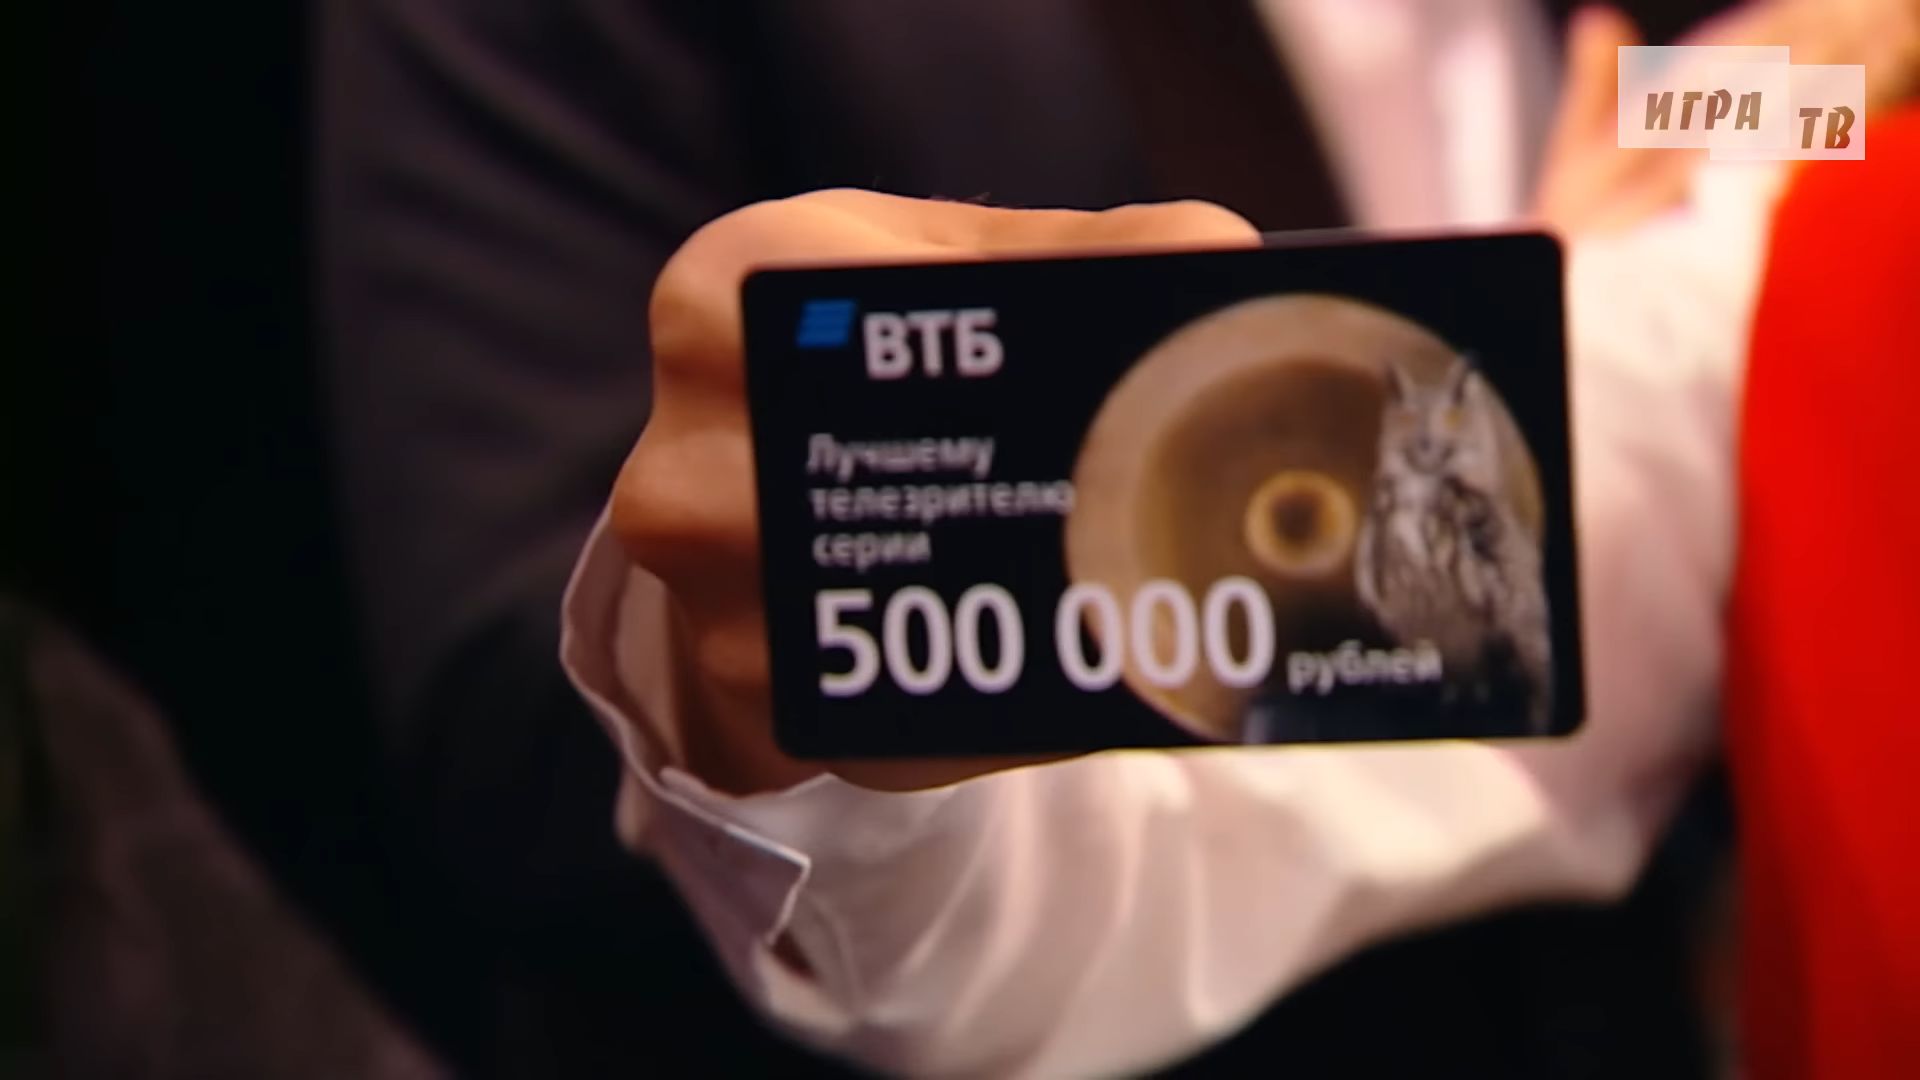 ИГРА
ТВ
ВТБ
Лучшему
телезрителю
серии
500 000 рублей